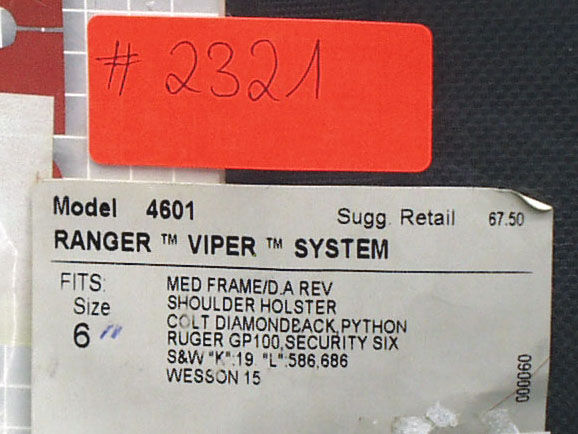 # 2321
Model 4601 Sugg. Retail 67.50
RANGER ™ VIPER ™ SYSTEM
FITS: MED FRAME/D.A REV
Size SHOULDER HOLSTER
6" COLT DIAMONDBACK,PYTHON
RUGER GP100,SECURITY SIX
S&W "K":19. "L":586,686
WESSON 15
000060